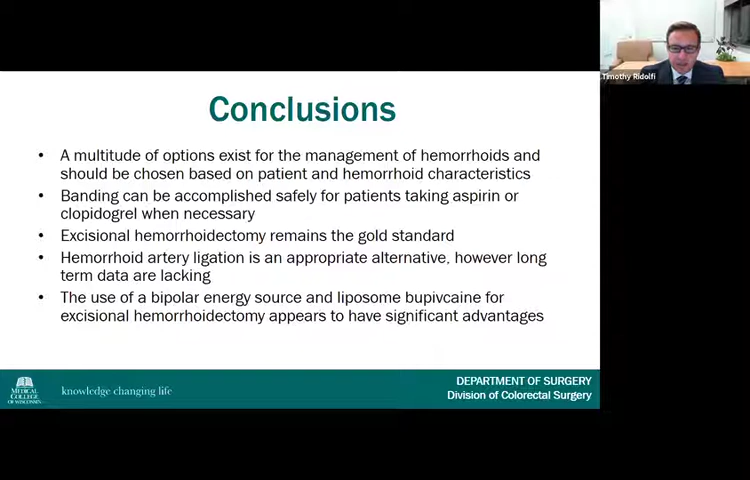 Timothy Ridolfi
Conclusions
• A multitude of options exist for the management of hemorrhoids and
should be chosen based on patient and hemorrhoid characteristics
• Banding can be accomplished safely for patients taking aspirin or
clopidogrel when necessary
• Excisional hemorrhoidectomy remains the gold standard
• Hemorrhoid artery ligation is an appropriate alternative, however long
term data are lacking
• The use of a bipolar energy source and liposome bupivcaine for
excisional hemorrhoidectomy appears to have significant advantages
MEDICAL
COLLEGE
OF WISCONSIN
knowledge changing life
DEPARTMENT OF SURGERY
Division of Colorectal Surgery